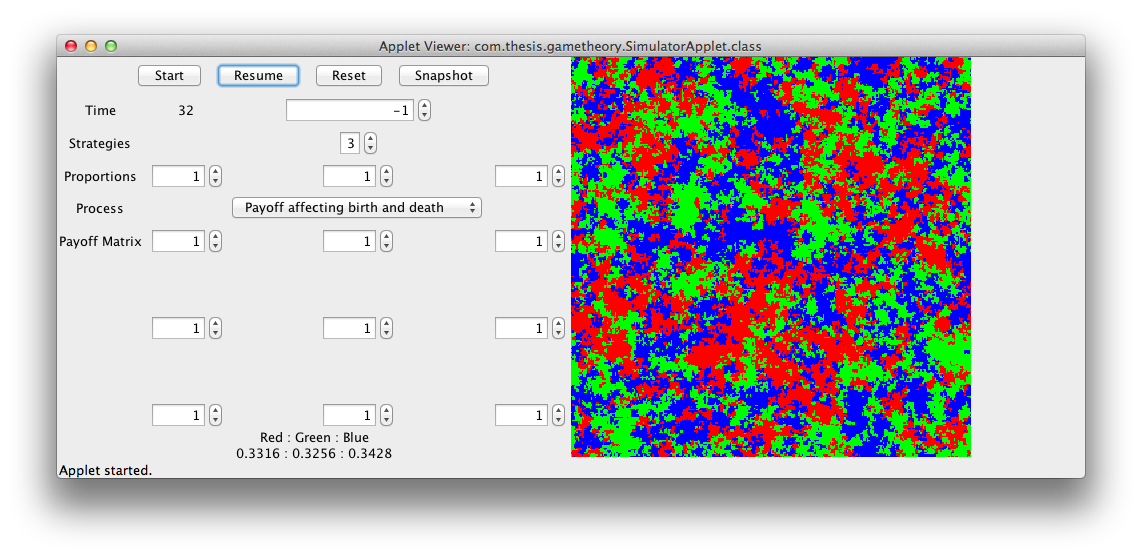 Applet Viewer: com.thesis.gametheory.SimulatorApplet.class
Start Resume Reset Snapshot
Time 32 -1
Strategies 3
Proportions 1 1 1
Process Payoff affecting birth and death
Payoff Matrix 1 1 1
1 1 1
1 1 1
Red : Green : Blue
0.3316 : 0.3256 : 0.3428
Applet started.